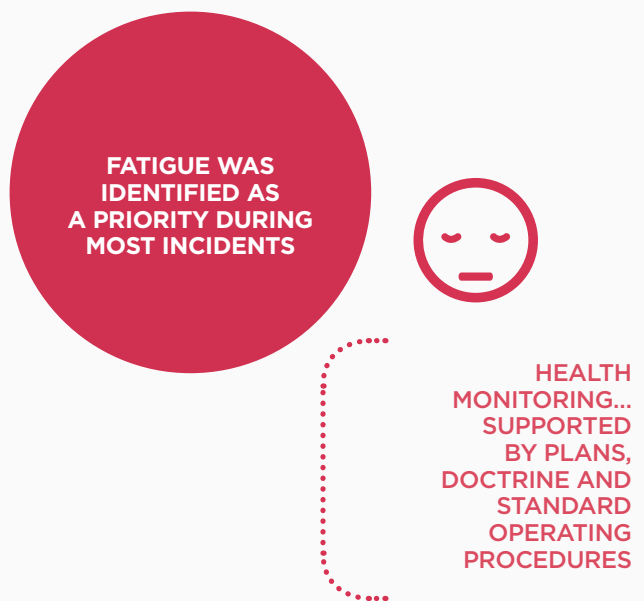 FATIGUE WAS
IDENTIFIED AS
A PRIORITY DURING
MOST INCIDENTS
HEALTH
MONITORING...
SUPPORTED
BY PLANS,
DOCTRINE AND
STANDARD
OPERATING
PROCEDURES